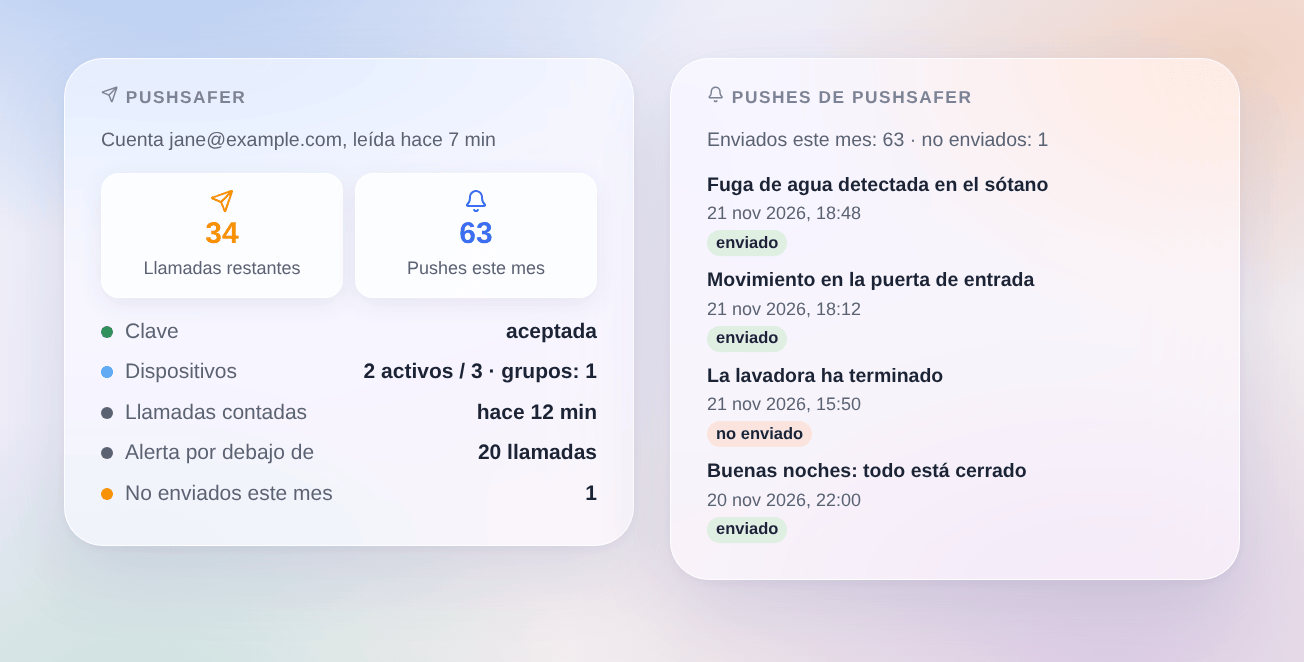 PUSHSAFER
Cuenta jane@example.com, leída hace 7 min
34
Llamadas restantes
63
Pushes este mes
Clave aceptada
Dispositivos 2 activos / 3 · grupos: 1
Llamadas contadas hace 12 min
Alerta por debajo de 20 llamadas
No enviados este mes 1
PUSHES DE PUSHSAFER
Enviados este mes: 63 · no enviados: 1
Fuga de agua detectada en el sótano
21 nov 2026, 18:48
enviado
Movimiento en la puerta de entrada
21 nov 2026, 18:12
enviado
La lavadora ha terminado
21 nov 2026, 15:50
no enviado
Buenas noches: todo está cerrado
20 nov 2026, 22:00
enviado